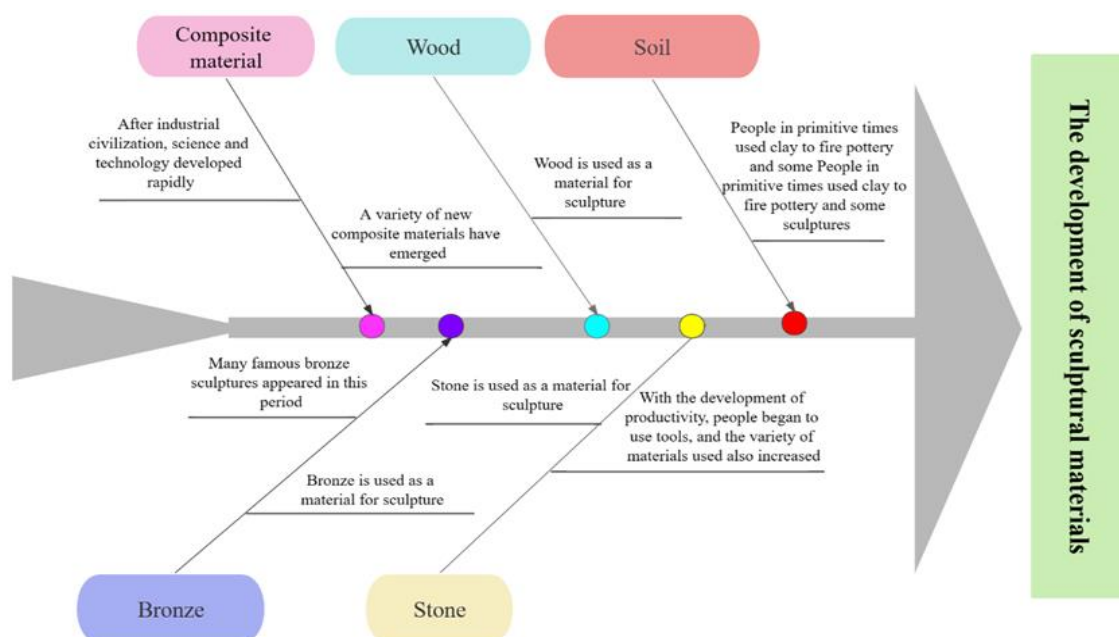 Composite
material
Wood
Soil
After industrial
civilization, science and
technology developed
rapidly
A variety of new
composite materials have
emerged
Wood is used as a
material for
sculpture
People in primitive times
used clay to fire pottery
and some People in
primitive times used clay to
fire pottery and some
sculptures
Many famous bronze
sculptures appeared in this
period
Bronze is used as a
material for sculpture
Stone is used as a material for
sculpture
With the development of
productivity, people began to
use tools, and the variety of
materials used also increased
Bronze
Stone
The development of sculptural materials